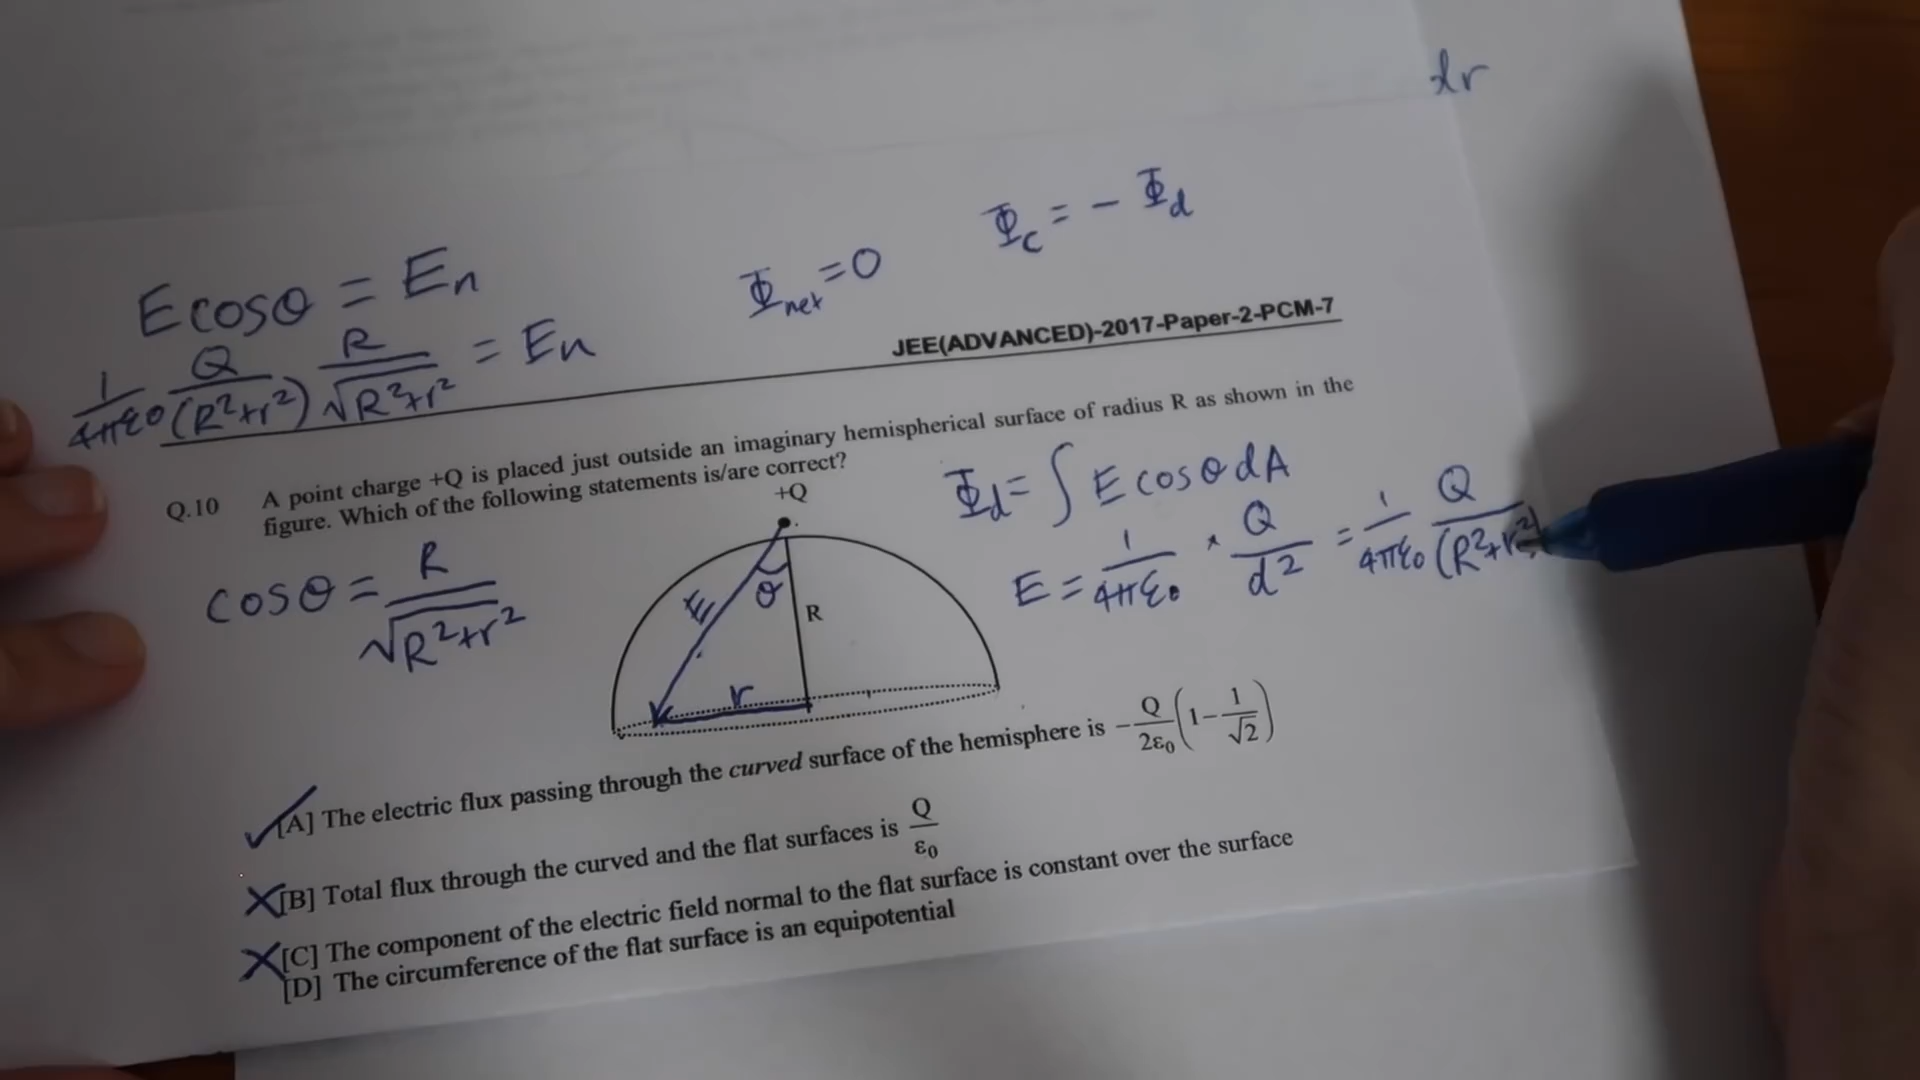 dr
Φc = - Φd
Φnet = 0
E cosθ = En
1/4πε0 Q/(R²+r²) R/√R²+r² = En
JEE(ADVANCED)-2017-Paper-2-PCM-7
Q.10 A point charge +Q is placed just outside an imaginary hemispherical surface of radius R as shown in the
figure. Which of the following statements is/are correct?
+Q
Φd = ∫ E cosθ dA
E = 1/4πε0 × Q/d² = 1/4πε0 Q/(R²+r²)
cosθ = R/√R²+r²
E
θ
R
r
[A] The electric flux passing through the curved surface of the hemisphere is -Q/2ε0 (1-1/√2)
[B] Total flux through the curved and the flat surfaces is Q/ε0
[C] The component of the electric field normal to the flat surface is constant over the surface
[D] The circumference of the flat surface is an equipotential